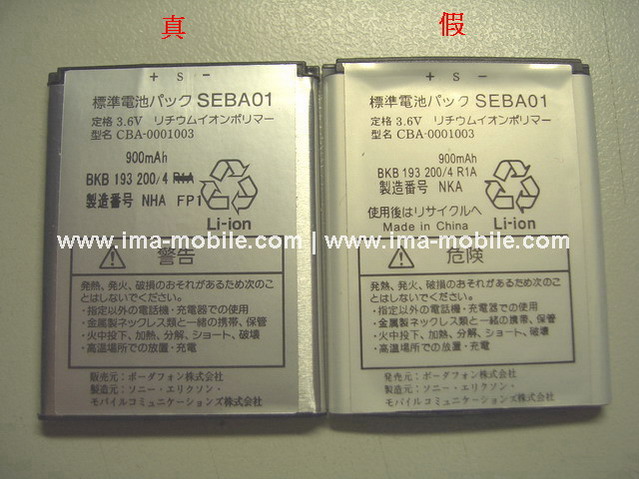 真
假
+ S -
標準電池パック SEBA01
定格 3.6V リチウムイオンポリマー
型名 CBA-0001003
900mAh
BKB 193 200/4 R1A
製造番号 NHA FP1
Li-ion
警告
発熱、発火、破損のおそれがあるため次のこ
とはしないでください。
・指定以外の電話機・充電器での使用
・金属製ネックレス類と一緒の携帯、保管
・火中投下、加熱、分解、ショート、破壊
・高温場所での放置・充電
販売元：ボーダフォン株式会社
製造元：ソニー・エリクソン・
モバイルコミュニケーションズ株式会社
+ S -
標準電池パック SEBA01
定格 3.6V リチウムイオンポリマー
型名 CBA-0001003
900mAh
BKB 193 200/4 R1A
製造番号 NKA
使用後はリサイクルへ
Made in China
Li-ion
危険
発熱、発火、破損のおそれがあるため次のこ
とはしないでください。
・指定以外の電話機・充電器での使用
・金属製ネックレス類と一緒の携帯、保管
・火中投下、加熱、分解、ショート、破壊
・高温場所での放置・充電
発売元：ボーダフォン株式会社
製造元：ソニー・エリクソン・
モバイルコミュニケーションズ株式会社
www.ima-mobile.com | www.ima-mobile.com